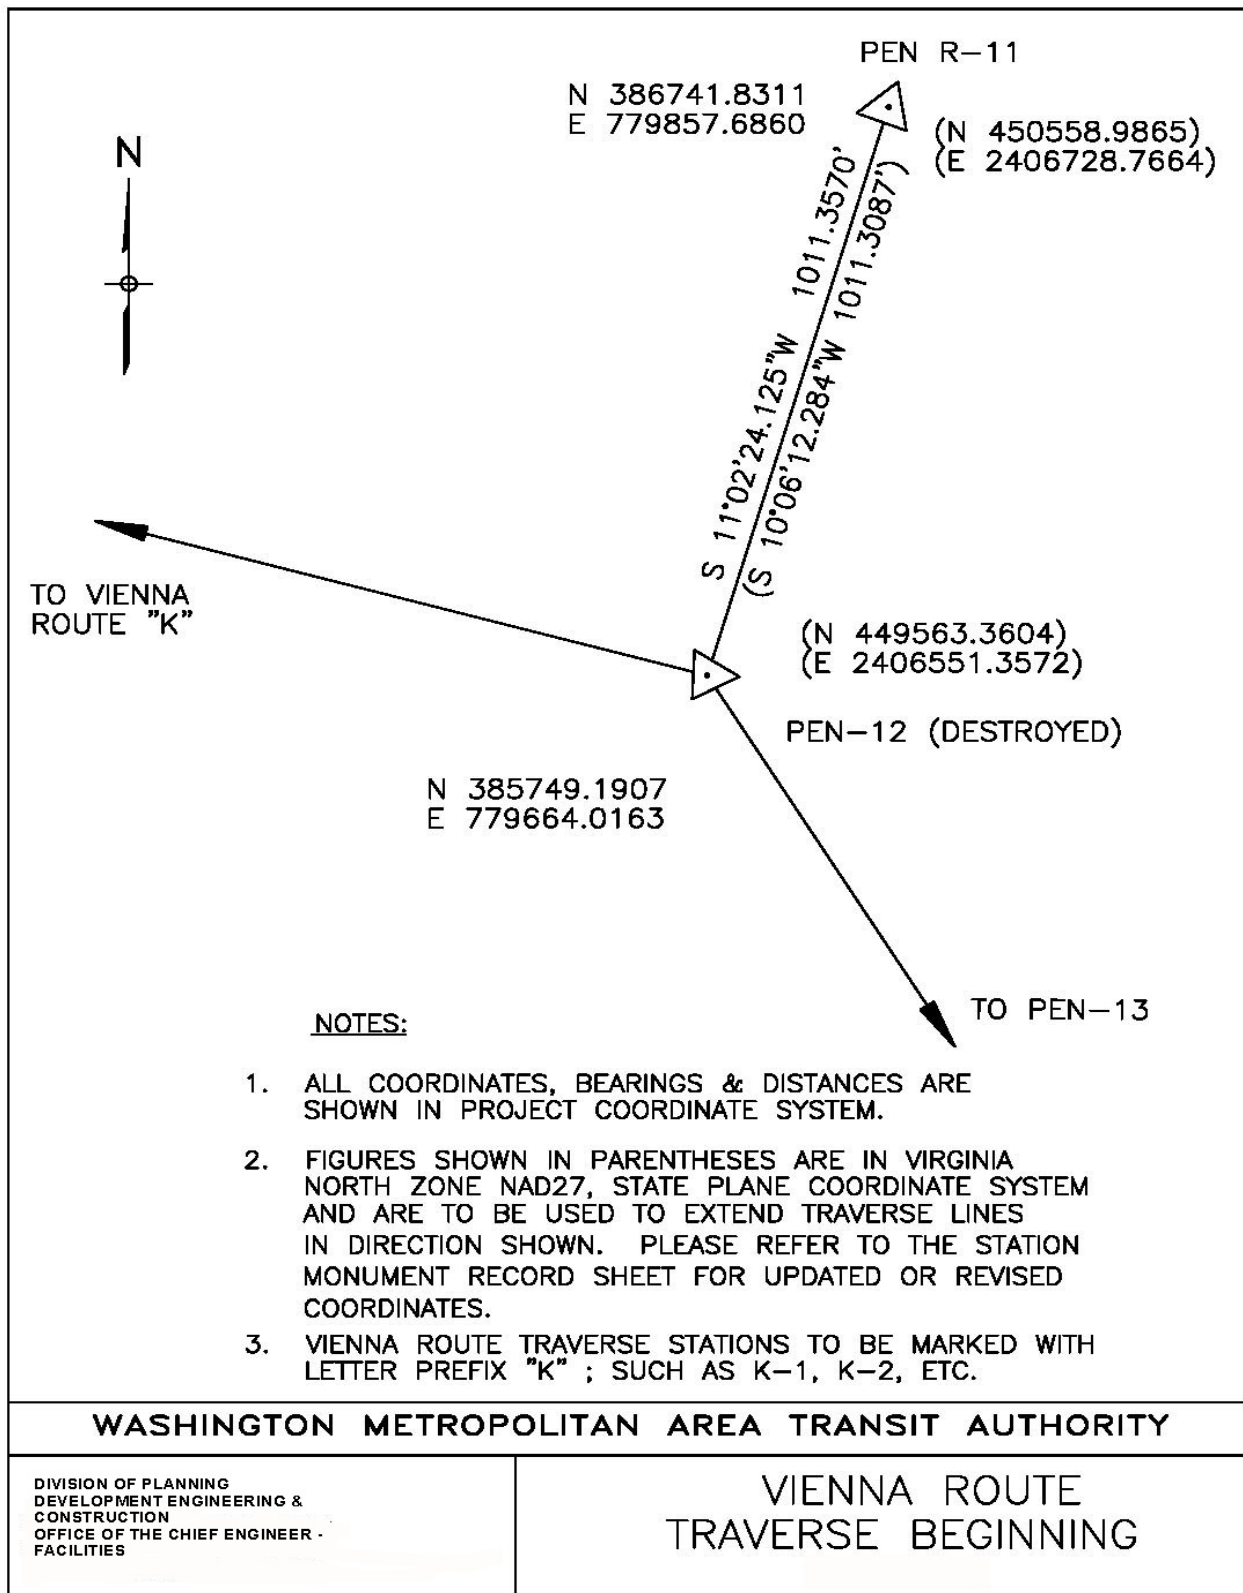 PEN R-11
N 386741.8311
E 779857.6860
(N 450558.9865)
(E 2406728.7664)
N
S 11°02'24.125"W 1011.3570'
(S 10°06'12.284"W 1011.3087')
TO VIENNA
ROUTE "K"
(N 449563.3604)
(E 2406551.3572)
PEN-12 (DESTROYED)
N 385749.1907
E 779664.0163
TO PEN-13
NOTES:
1. ALL COORDINATES, BEARINGS & DISTANCES ARE
SHOWN IN PROJECT COORDINATE SYSTEM.
2. FIGURES SHOWN IN PARENTHESES ARE IN VIRGINIA
NORTH ZONE NAD27, STATE PLANE COORDINATE SYSTEM
AND ARE TO BE USED TO EXTEND TRAVERSE LINES
IN DIRECTION SHOWN. PLEASE REFER TO THE STATION
MONUMENT RECORD SHEET FOR UPDATED OR REVISED
COORDINATES.
3. VIENNA ROUTE TRAVERSE STATIONS TO BE MARKED WITH
LETTER PREFIX "K" ; SUCH AS K-1, K-2, ETC.
WASHINGTON METROPOLITAN AREA TRANSIT AUTHORITY
DIVISION OF PLANNING
DEVELOPMENT ENGINEERING &
CONSTRUCTION
OFFICE OF THE CHIEF ENGINEER -
FACILITIES
VIENNA ROUTE
TRAVERSE BEGINNING